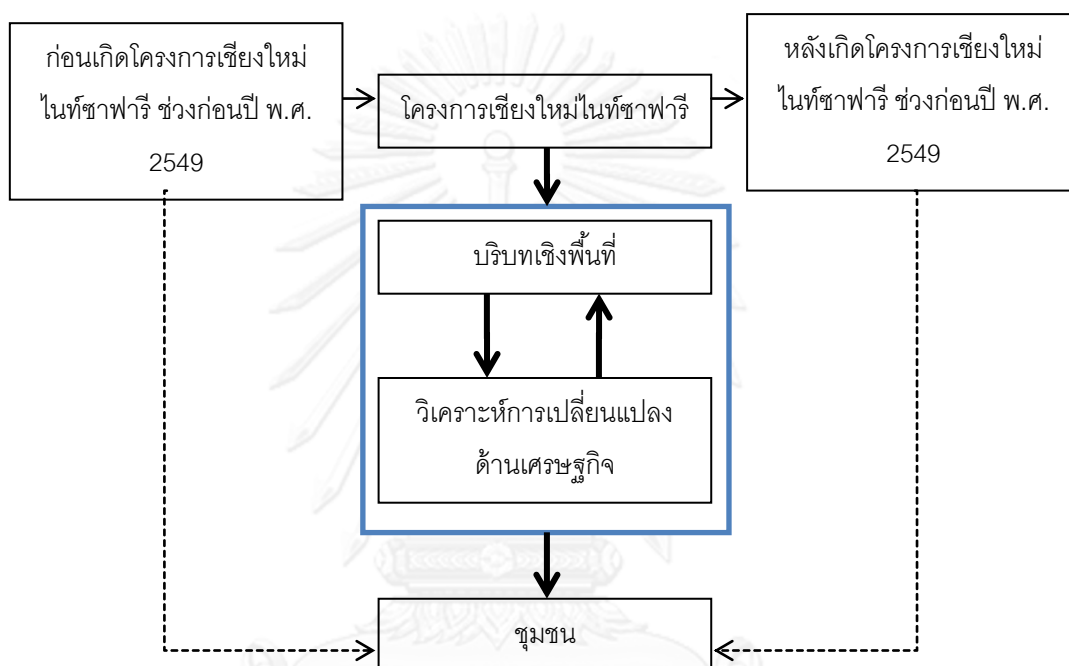 ก่อนเกิดโครงการเชียงใหม่
ไนท์ซาฟารี ช่วงก่อนปี พ.ศ.
2549
โครงการเชียงใหม่ไนท์ซาฟารี
หลังเกิดโครงการเชียงใหม่
ไนท์ซาฟารี ช่วงก่อนปี พ.ศ.
2549
บริบทเชิงพื้นที่
วิเคราะห์การเปลี่ยนแปลง
ด้านเศรษฐกิจ
ชุมชน